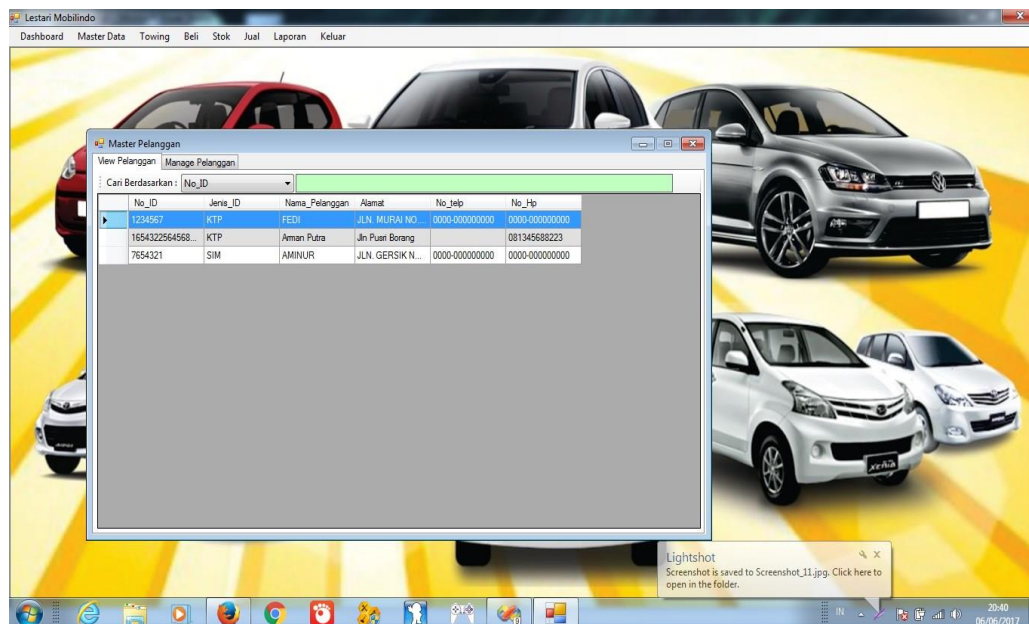 Lestari Mobilindo
Dashboard Master Data Towing Beli Stok Jual Laporan Keluar
Master Pelanggan
View Pelanggan Manage Pelanggan
Cari Berdasarkan : No_ID
No_ID Jenis_ID Nama_Pelanggan Alamat No_telp No_Hp
1234567 KTP FEDI JLN. MURAI NO.... 0000-000000000 0000-000000000
1654322564568... KTP Arman Putra Jln Pusri Borang 081345688223
7654321 SIM AMINUR JLN. GERSIK N... 0000-000000000 0000-000000000
xenia
Lightshot
Screenshot is saved to Screenshot_11.jpg. Click here to
open in the folder.
IN 20:40
06/06/2017